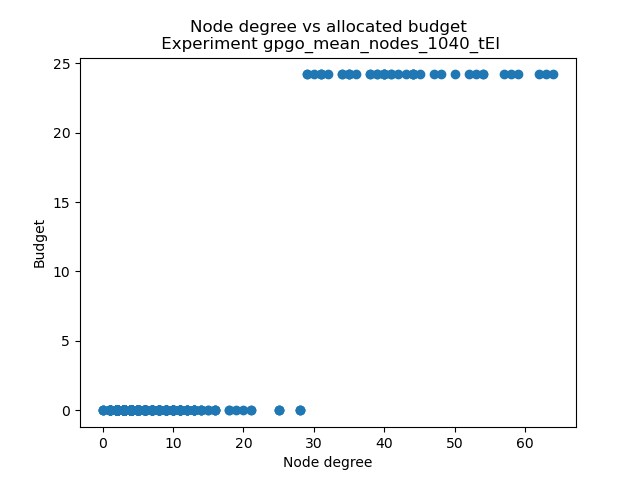 Node degree vs allocated budget
Experiment gpgo_mean_nodes_1040_tEI
25
20
15
10
5
0
Budget
0 10 20 30 40 50 60
Node degree